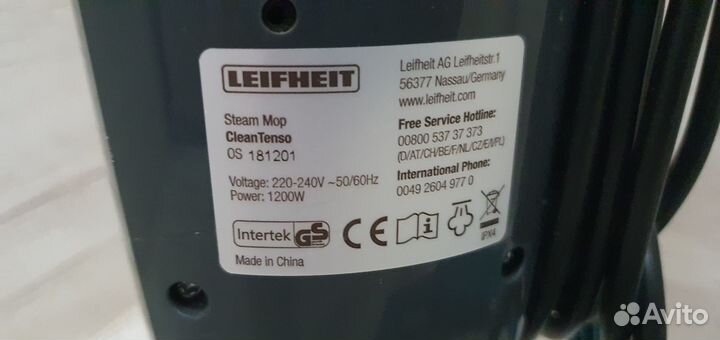 LEIFHEIT
Steam Mop
CleanTenso
OS 181201
Voltage: 220-240V ~50/60Hz
Power: 1200W
Intertek GS
CE
Made in China
Leifheit AG Leifheitstr.1
56377 Nassau/Germany
www.leifheit.com
Free Service Hotline:
00800 537 37 373
(D/AT/CH/BE/F/NL/CZ/E/I/PL)
International Phone:
0049 2604 977 0
IPX4
Avito